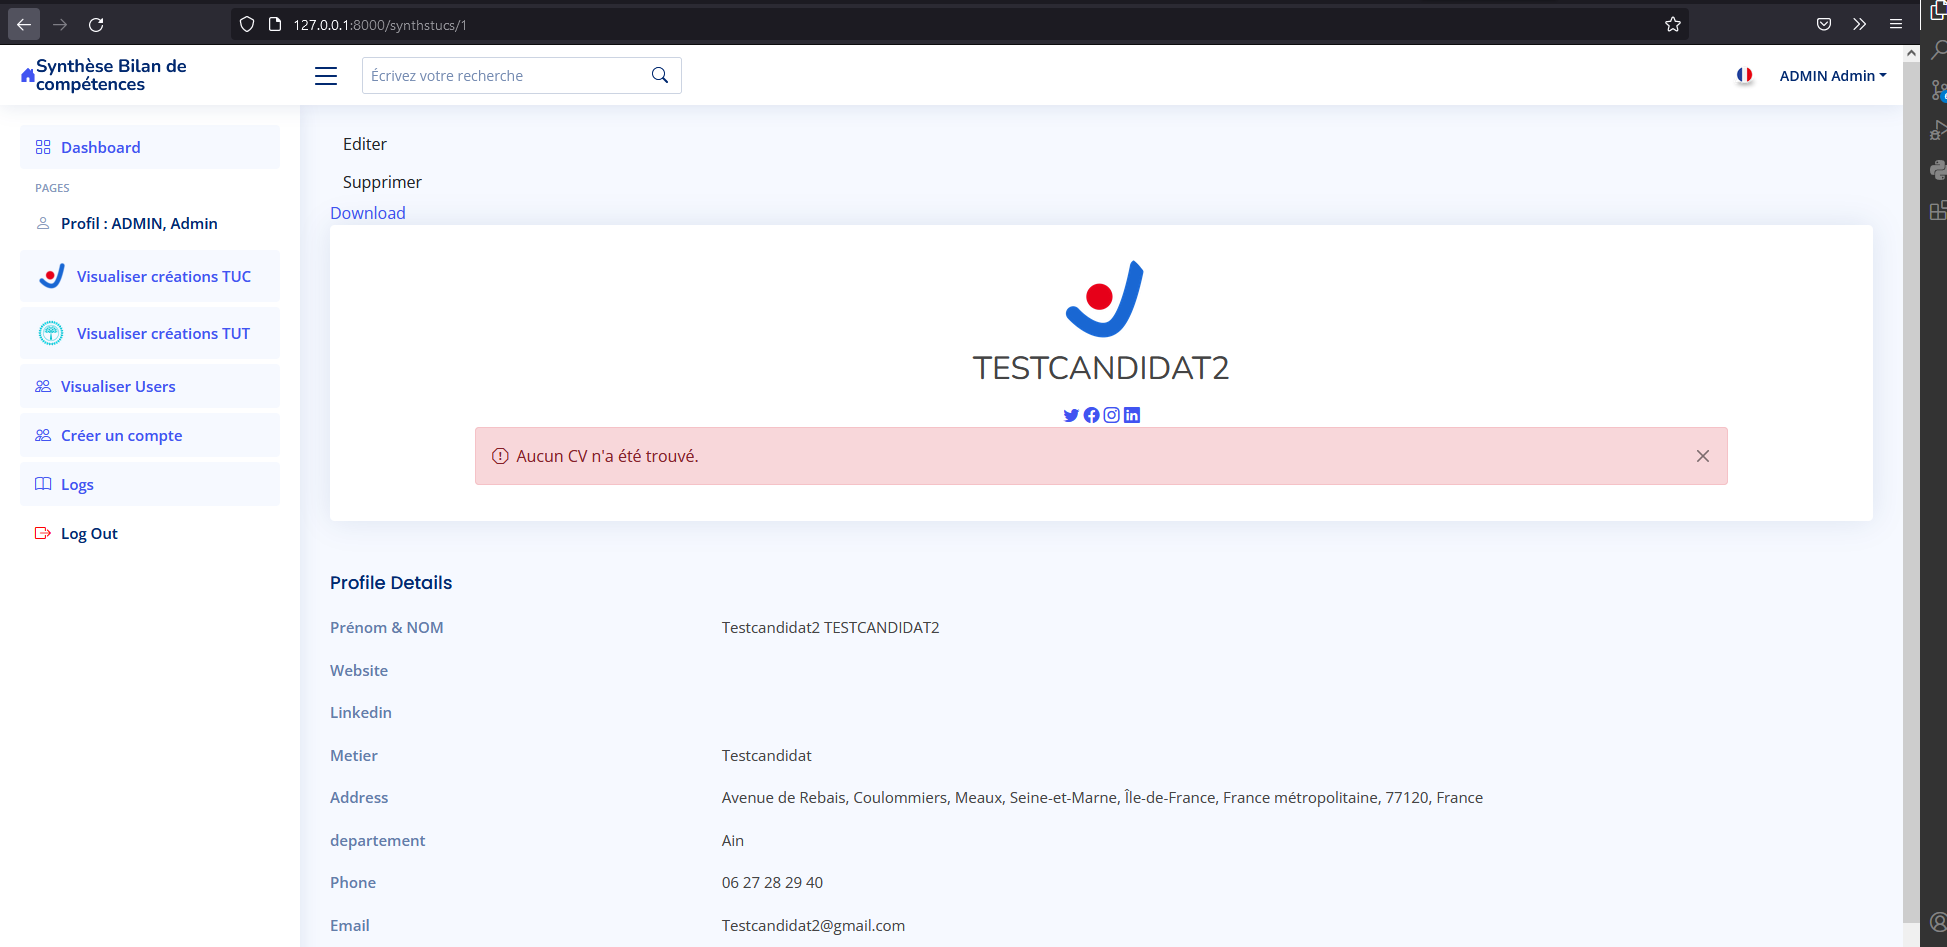 127.0.0.1:8000/synthstucs/1
Synthèse Bilan de
compétences
Écrivez votre recherche
ADMIN Admin
Dashboard
PAGES
Profil : ADMIN, Admin
Visualiser créations TUC
Visualiser créations TUT
Visualiser Users
Créer un compte
Logs
Log Out
Editer
Supprimer
Download
TESTCANDIDAT2
Aucun CV n'a été trouvé.
Profile Details
Prénom & NOM Testcandidat2 TESTCANDIDAT2
Website
Linkedin
Metier Testcandidat
Address Avenue de Rebais, Coulommiers, Meaux, Seine-et-Marne, Île-de-France, France métropolitaine, 77120, France
departement Ain
Phone 06 27 28 29 40
Email Testcandidat2@gmail.com